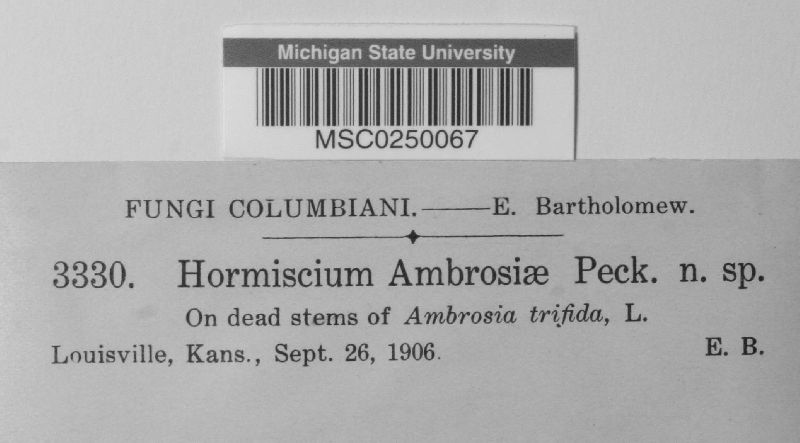 Michigan State University
MSC0250067
FUNGI COLUMBIANI.——E. Bartholomew.
3330. Hormiscium Ambrosiæ Peck. n. sp.
On dead stems of Ambrosia trifida, L.
Louisville, Kans., Sept. 26, 1906. E. B.